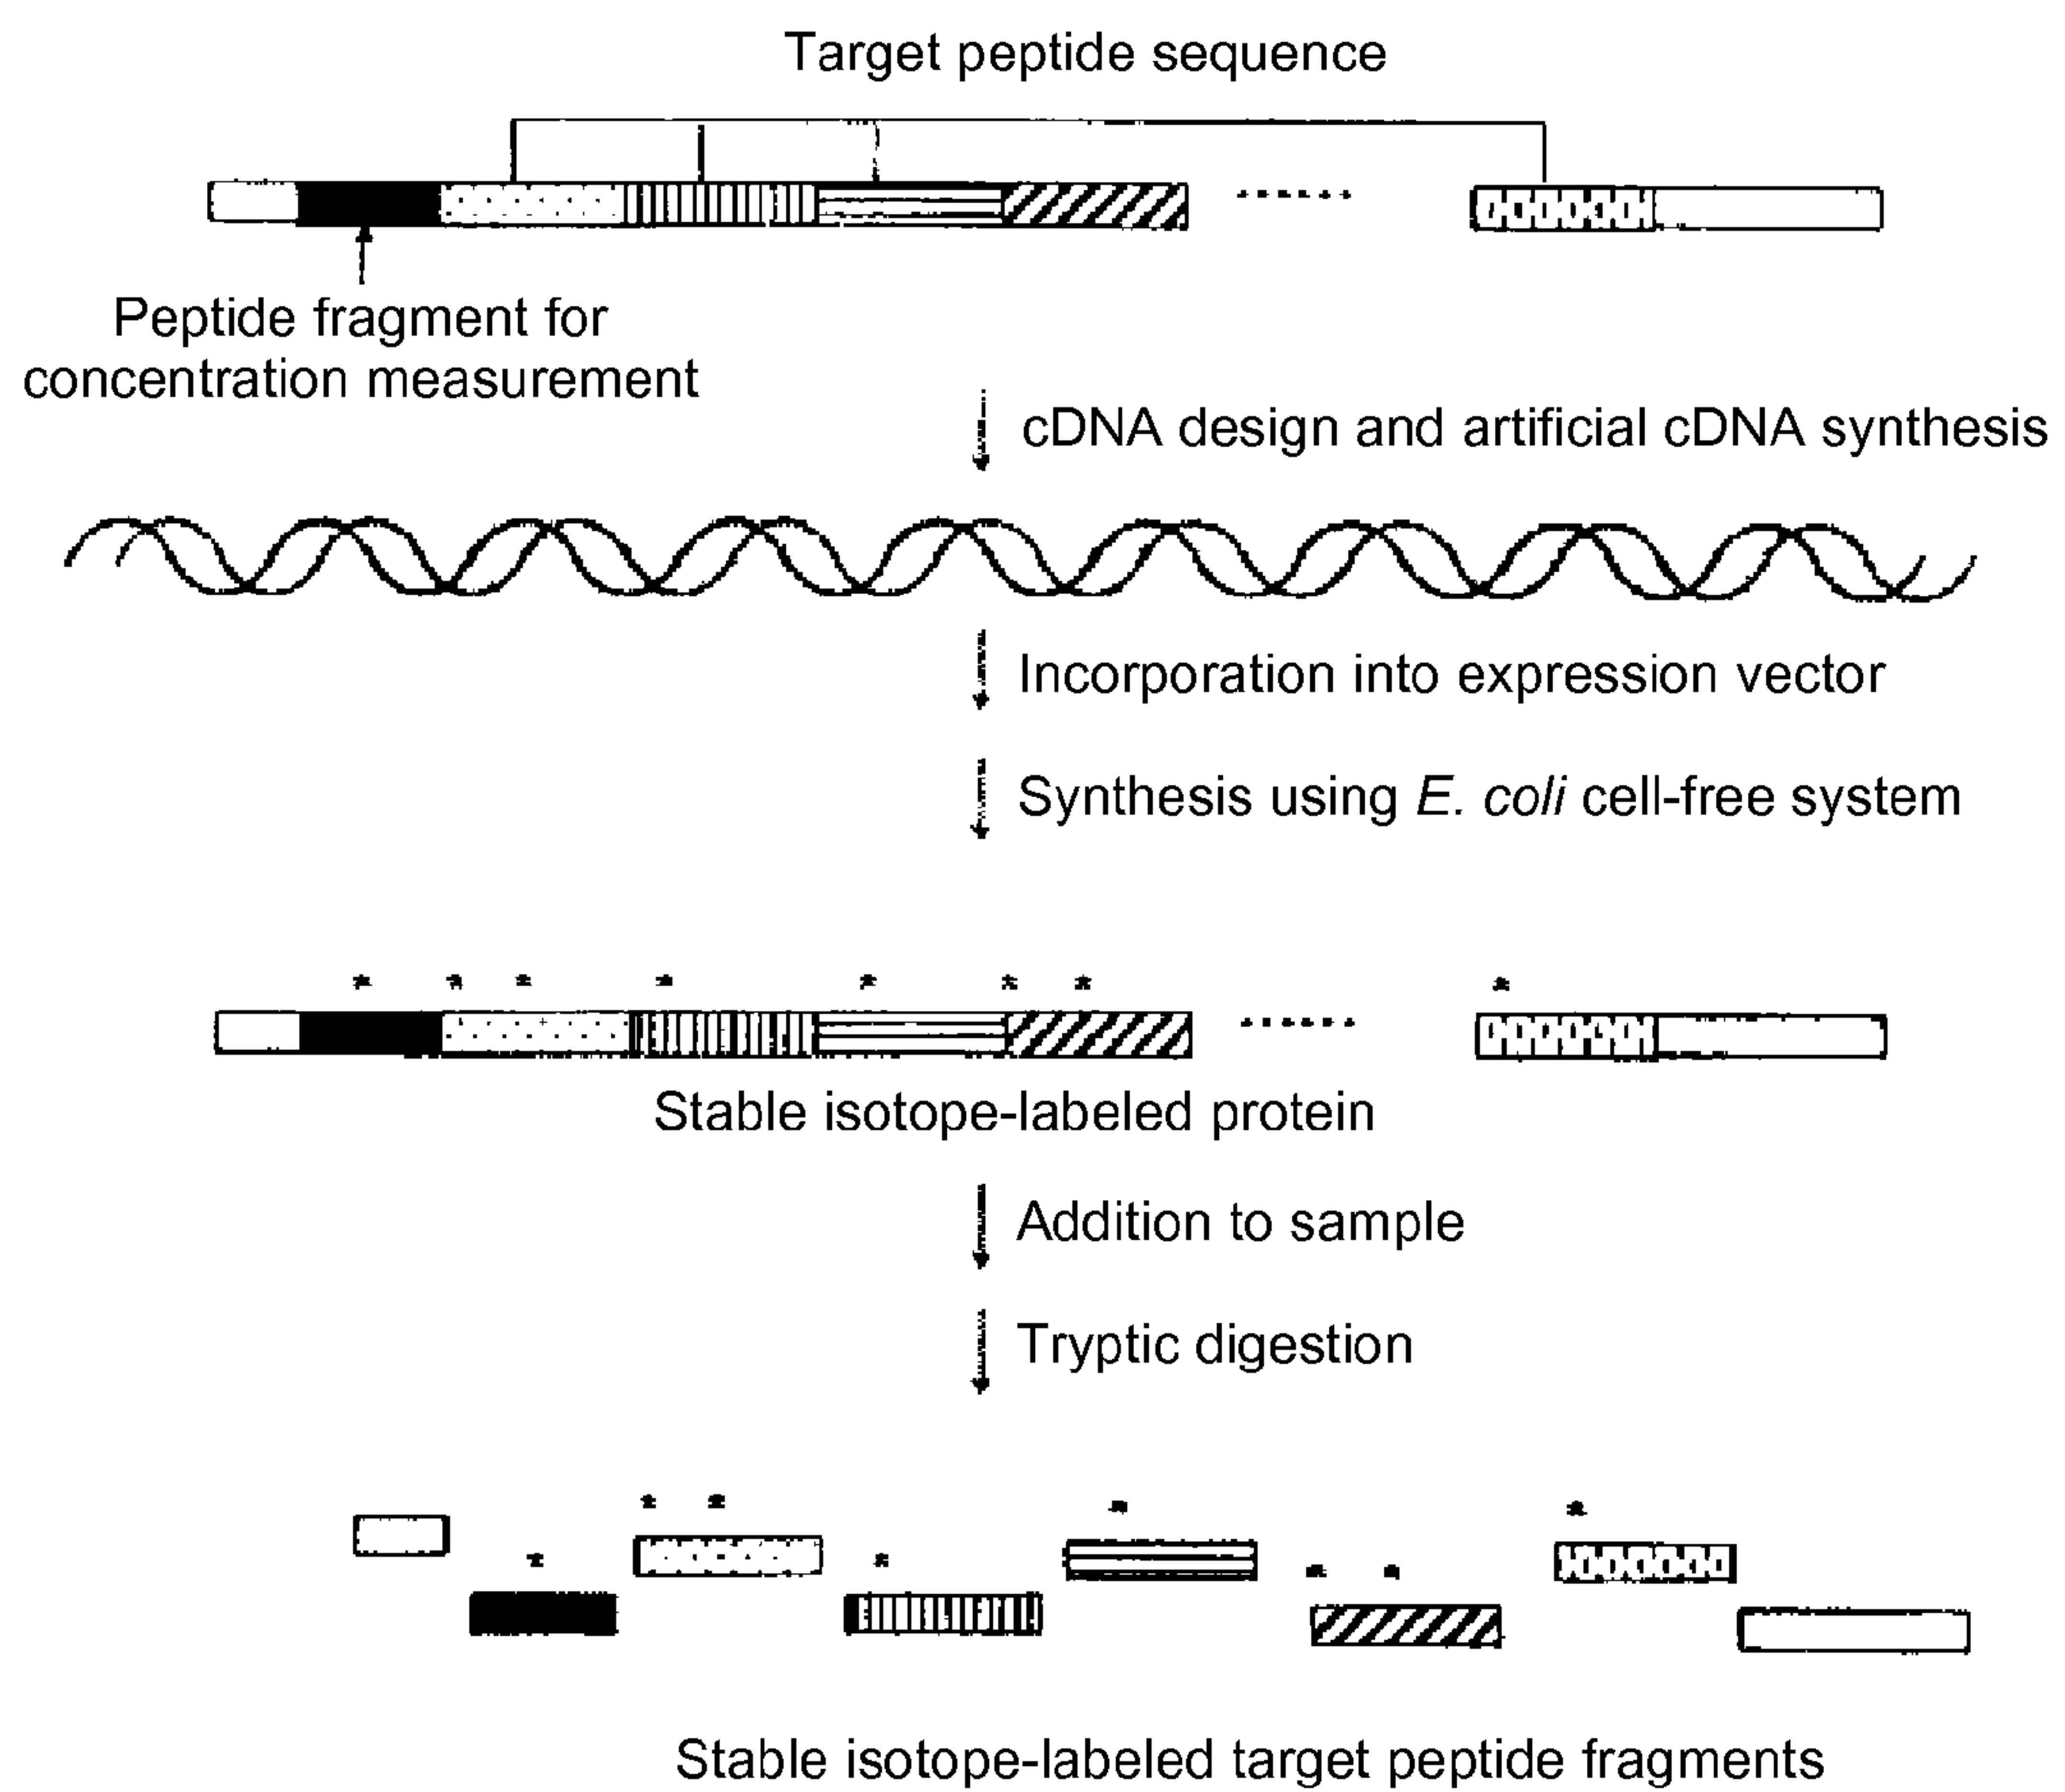 Target peptide sequence
Peptide fragment for
concentration measurement
cDNA design and artificial cDNA synthesis
Incorporation into expression vector
Synthesis using E. coli cell-free system
* * * * * * * *
Stable isotope-labeled protein
Addition to sample
Tryptic digestion
* * * * * * * *
Stable isotope-labeled target peptide fragments